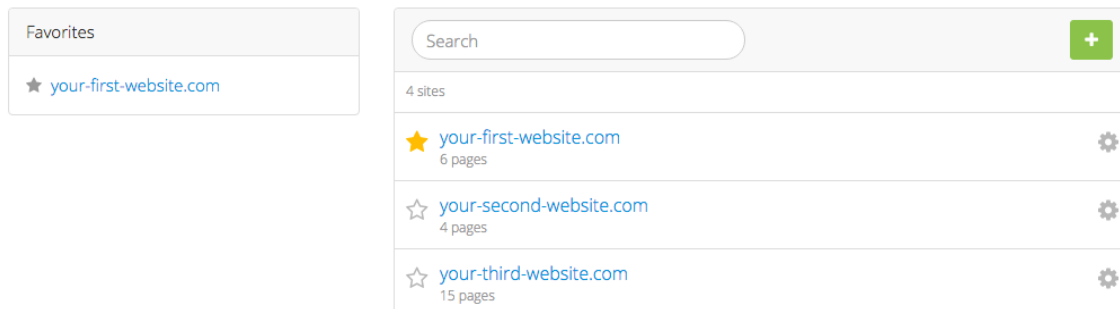 Favorites
your-first-website.com
Search
+
4 sites
your-first-website.com
6 pages
your-second-website.com
4 pages
your-third-website.com
15 pages